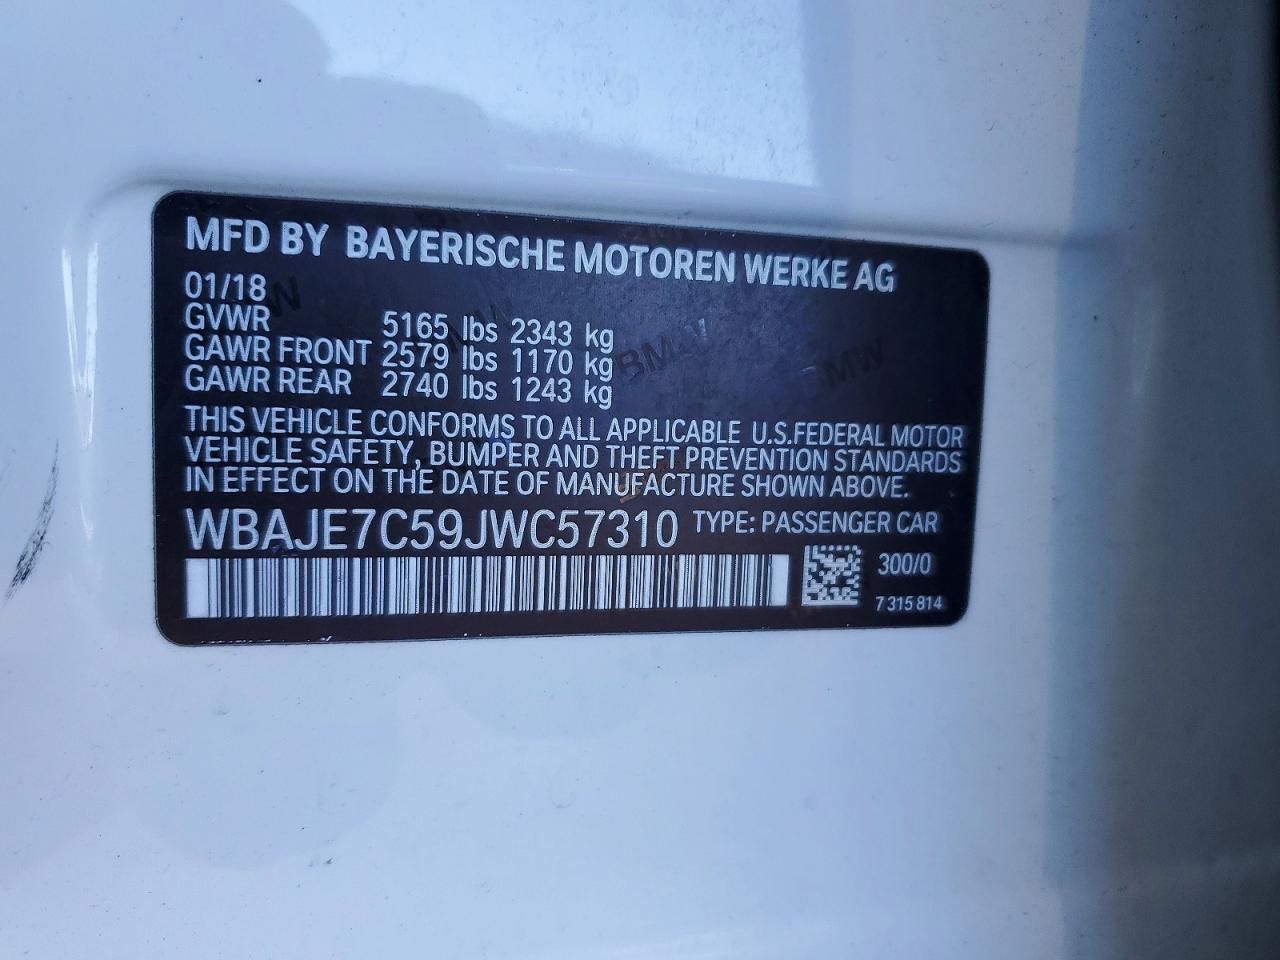 MFD BY BAYERISCHE MOTOREN WERKE AG
01/18
GVWR 5165 lbs 2343 kg
GAWR FRONT 2579 lbs 1170 kg
GAWR REAR 2740 lbs 1243 kg
THIS VEHICLE CONFORMS TO ALL APPLICABLE U.S.FEDERAL MOTOR
VEHICLE SAFETY, BUMPER AND THEFT PREVENTION STANDARDS
IN EFFECT ON THE DATE OF MANUFACTURE SHOWN ABOVE.
WBAJE7C59JWC57310 TYPE: PASSENGER CAR
300/0
7 315 814